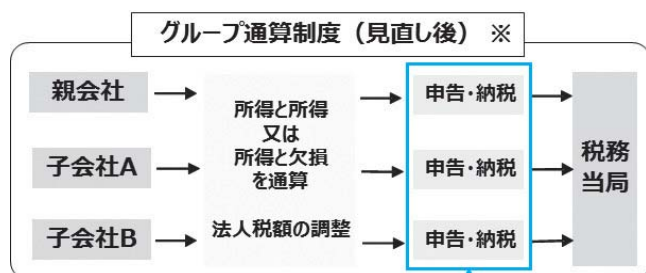 グループ通算制度（見直し後） ※
親会社
所得と所得
又は
所得と欠損
を通算
法人税額の調整
申告・納税
税務
当局
子会社A
申告・納税
子会社B
申告・納税